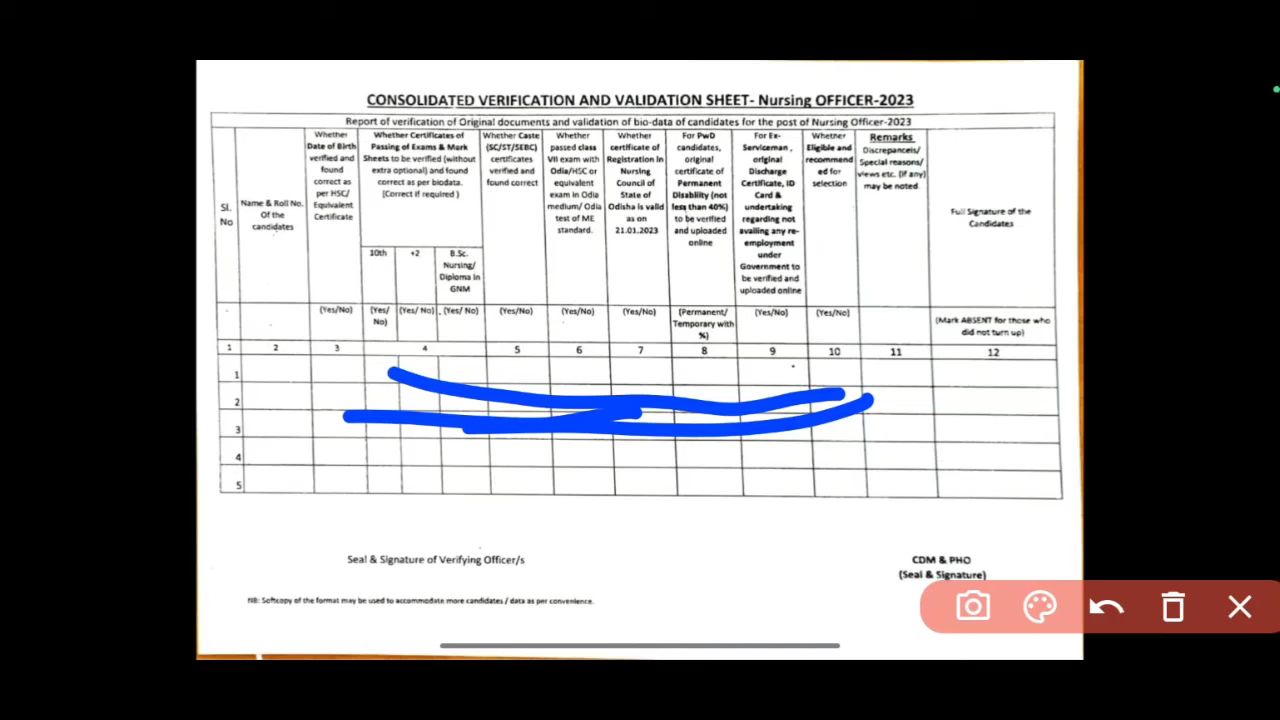 CONSOLIDATED VERIFICATION AND VALIDATION SHEET- Nursing OFFICER-2023
Report of verification of Original documents and validation of bio-data of candidates for the post of Nursing Officer-2023
Sl.
No
Name & Roll No.
Of the
candidates
Whether
Date of Birth
verified and
found
correct as
per HSC/
Equivalent
Certificate
Whether Certificates of
Passing of Exams & Mark
Sheets to be verified (without
extra optional) and found
correct as per biodata.
(Correct if required )
10th
+2
B.Sc.
Nursing/
Diploma in
GNM
Whether Caste
(SC/ST/SEBC)
certificates
verified and
found correct
Whether
passed class
VII exam with
Odia/HSC or
equivalent
exam in Odia
medium/ Odia
test of ME
standard.
Whether
certificate of
Registration in
Nursing
Council of
State of
Odisha is valid
as on
21.01.2023
For PwD
candidates,
original
certificate of
Permanent
Disability (not
less than 40%)
to be verified
and uploaded
online
For Ex-
Serviceman ,
original
Discharge
Certificate, ID
Card &
undertaking
regarding not
availing any re-
employment
under
Government to
be verified and
uploaded online
Whether
Eligible and
recommend
ed for
selection
Remarks
Discrepanceis/
Special reasons/
views etc. (if any)
may be noted
Full Signature of the
Candidates
(Yes/No)
(Yes/
No)
(Yes/ No)
(Yes/ No)
(Yes/No)
(Yes/No)
(Yes/No)
(Permanent/
Temporary with
%)
(Yes/No)
(Yes/No)
(Mark ABSENT for those who
did not turn up)
1 2 3 4 5 6 7 8 9 10 11 12
1
2
3
4
5
Seal & Signature of Verifying Officer/s
CDM & PHO
(Seal & Signature)
NB: Softcopy of the format may be used to accommodate more candidates / data as per convenience.